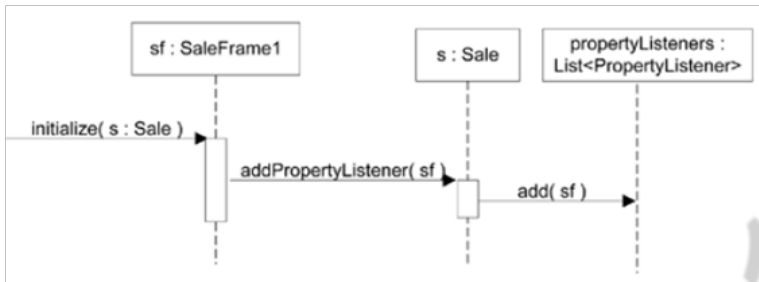 sf : SaleFrame1
s : Sale
propertyListeners :
List<PropertyListener>
initialize( s : Sale )
addPropertyListener( sf )
add( sf )